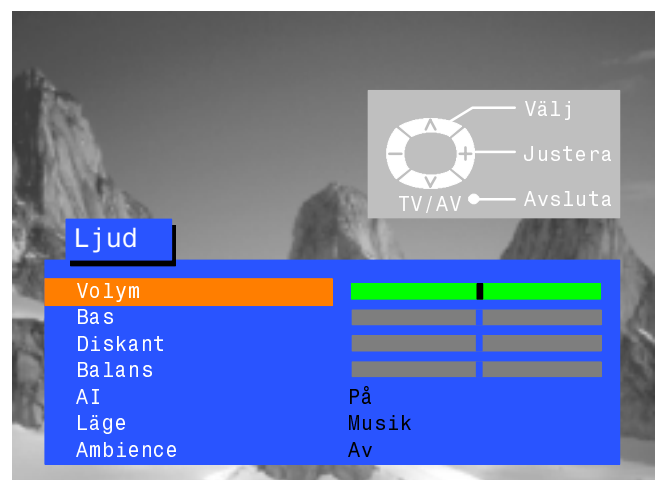 Välj
Justera
TV/AV Avsluta
Ljud
Volym
Bas
Diskant
Balans
AI På
Läge Musik
Ambience Av